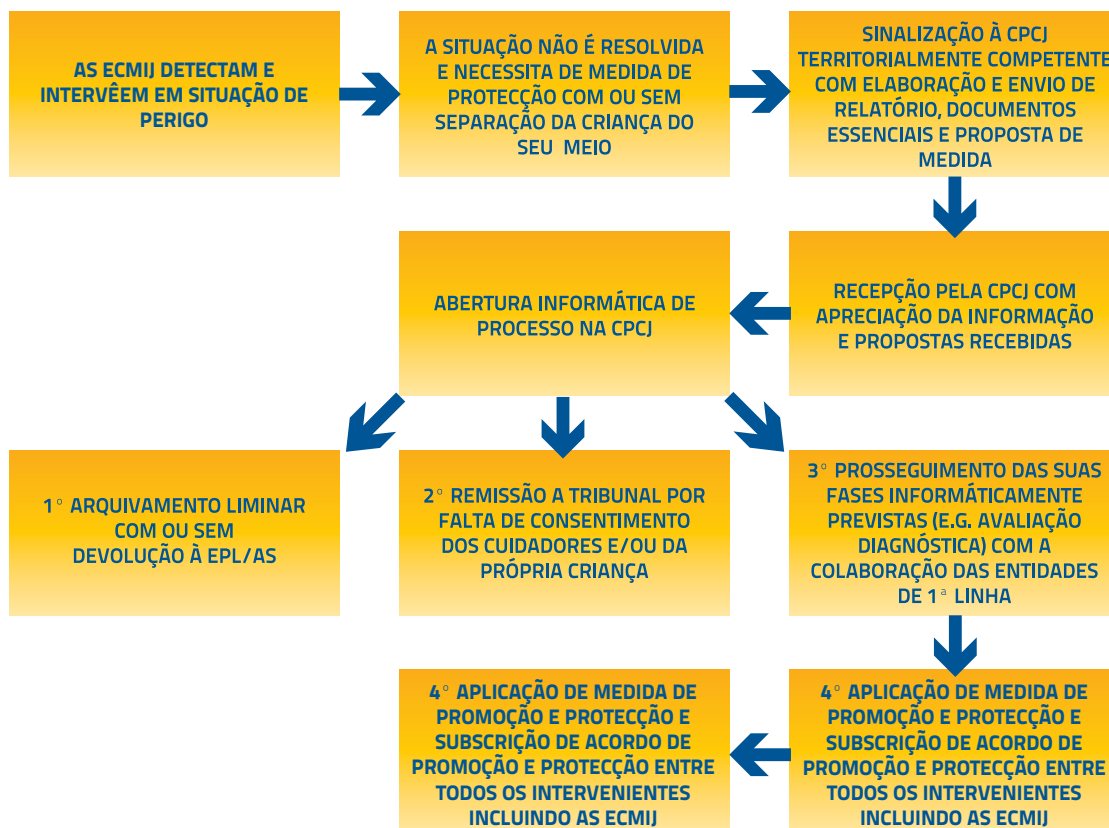 AS ECMIJ DETECTAM E
INTERVÊEM EM SITUAÇÃO DE
PERIGO
A SITUAÇÃO NÃO É RESOLVIDA
E NECESSITA DE MEDIDA DE
PROTECÇÃO COM OU SEM
SEPARAÇÃO DA CRIANÇA DO
SEU MEIO
SINALIZAÇÃO À CPCJ
TERRITORIALMENTE COMPETENTE
COM ELABORAÇÃO E ENVIO DE
RELATÓRIO, DOCUMENTOS
ESSENCIAIS E PROPOSTA DE
MEDIDA
RECEPÇÃO PELA CPCJ COM
APRECIAÇÃO DA INFORMAÇÃO
E PROPOSTAS RECEBIDAS
ABERTURA INFORMÁTICA DE
PROCESSO NA CPCJ
1° ARQUIVAMENTO LIMINAR
COM OU SEM
DEVOLUÇÃO À EPL/AS
2° REMISSÃO A TRIBUNAL POR
FALTA DE CONSENTIMENTO
DOS CUIDADORES E/OU DA
PRÓPRIA CRIANÇA
3° PROSSEGUIMENTO DAS SUAS
FASES INFORMÁTICAMENTE
PREVISTAS (E.G. AVALIAÇÃO
DIAGNÓSTICA) COM A
COLABORAÇÃO DAS ENTIDADES
DE 1ª LINHA
4° APLICAÇÃO DE MEDIDA DE
PROMOÇÃO E PROTECÇÃO E
SUBSCRIÇÃO DE ACORDO DE
PROMOÇÃO E PROTECÇÃO ENTRE
TODOS OS INTERVENIENTES
INCLUINDO AS ECMIJ
4° APLICAÇÃO DE MEDIDA DE
PROMOÇÃO E PROTECÇÃO E
SUBSCRIÇÃO DE ACORDO DE
PROMOÇÃO E PROTECÇÃO ENTRE
TODOS OS INTERVENIENTES
INCLUINDO AS ECMIJ